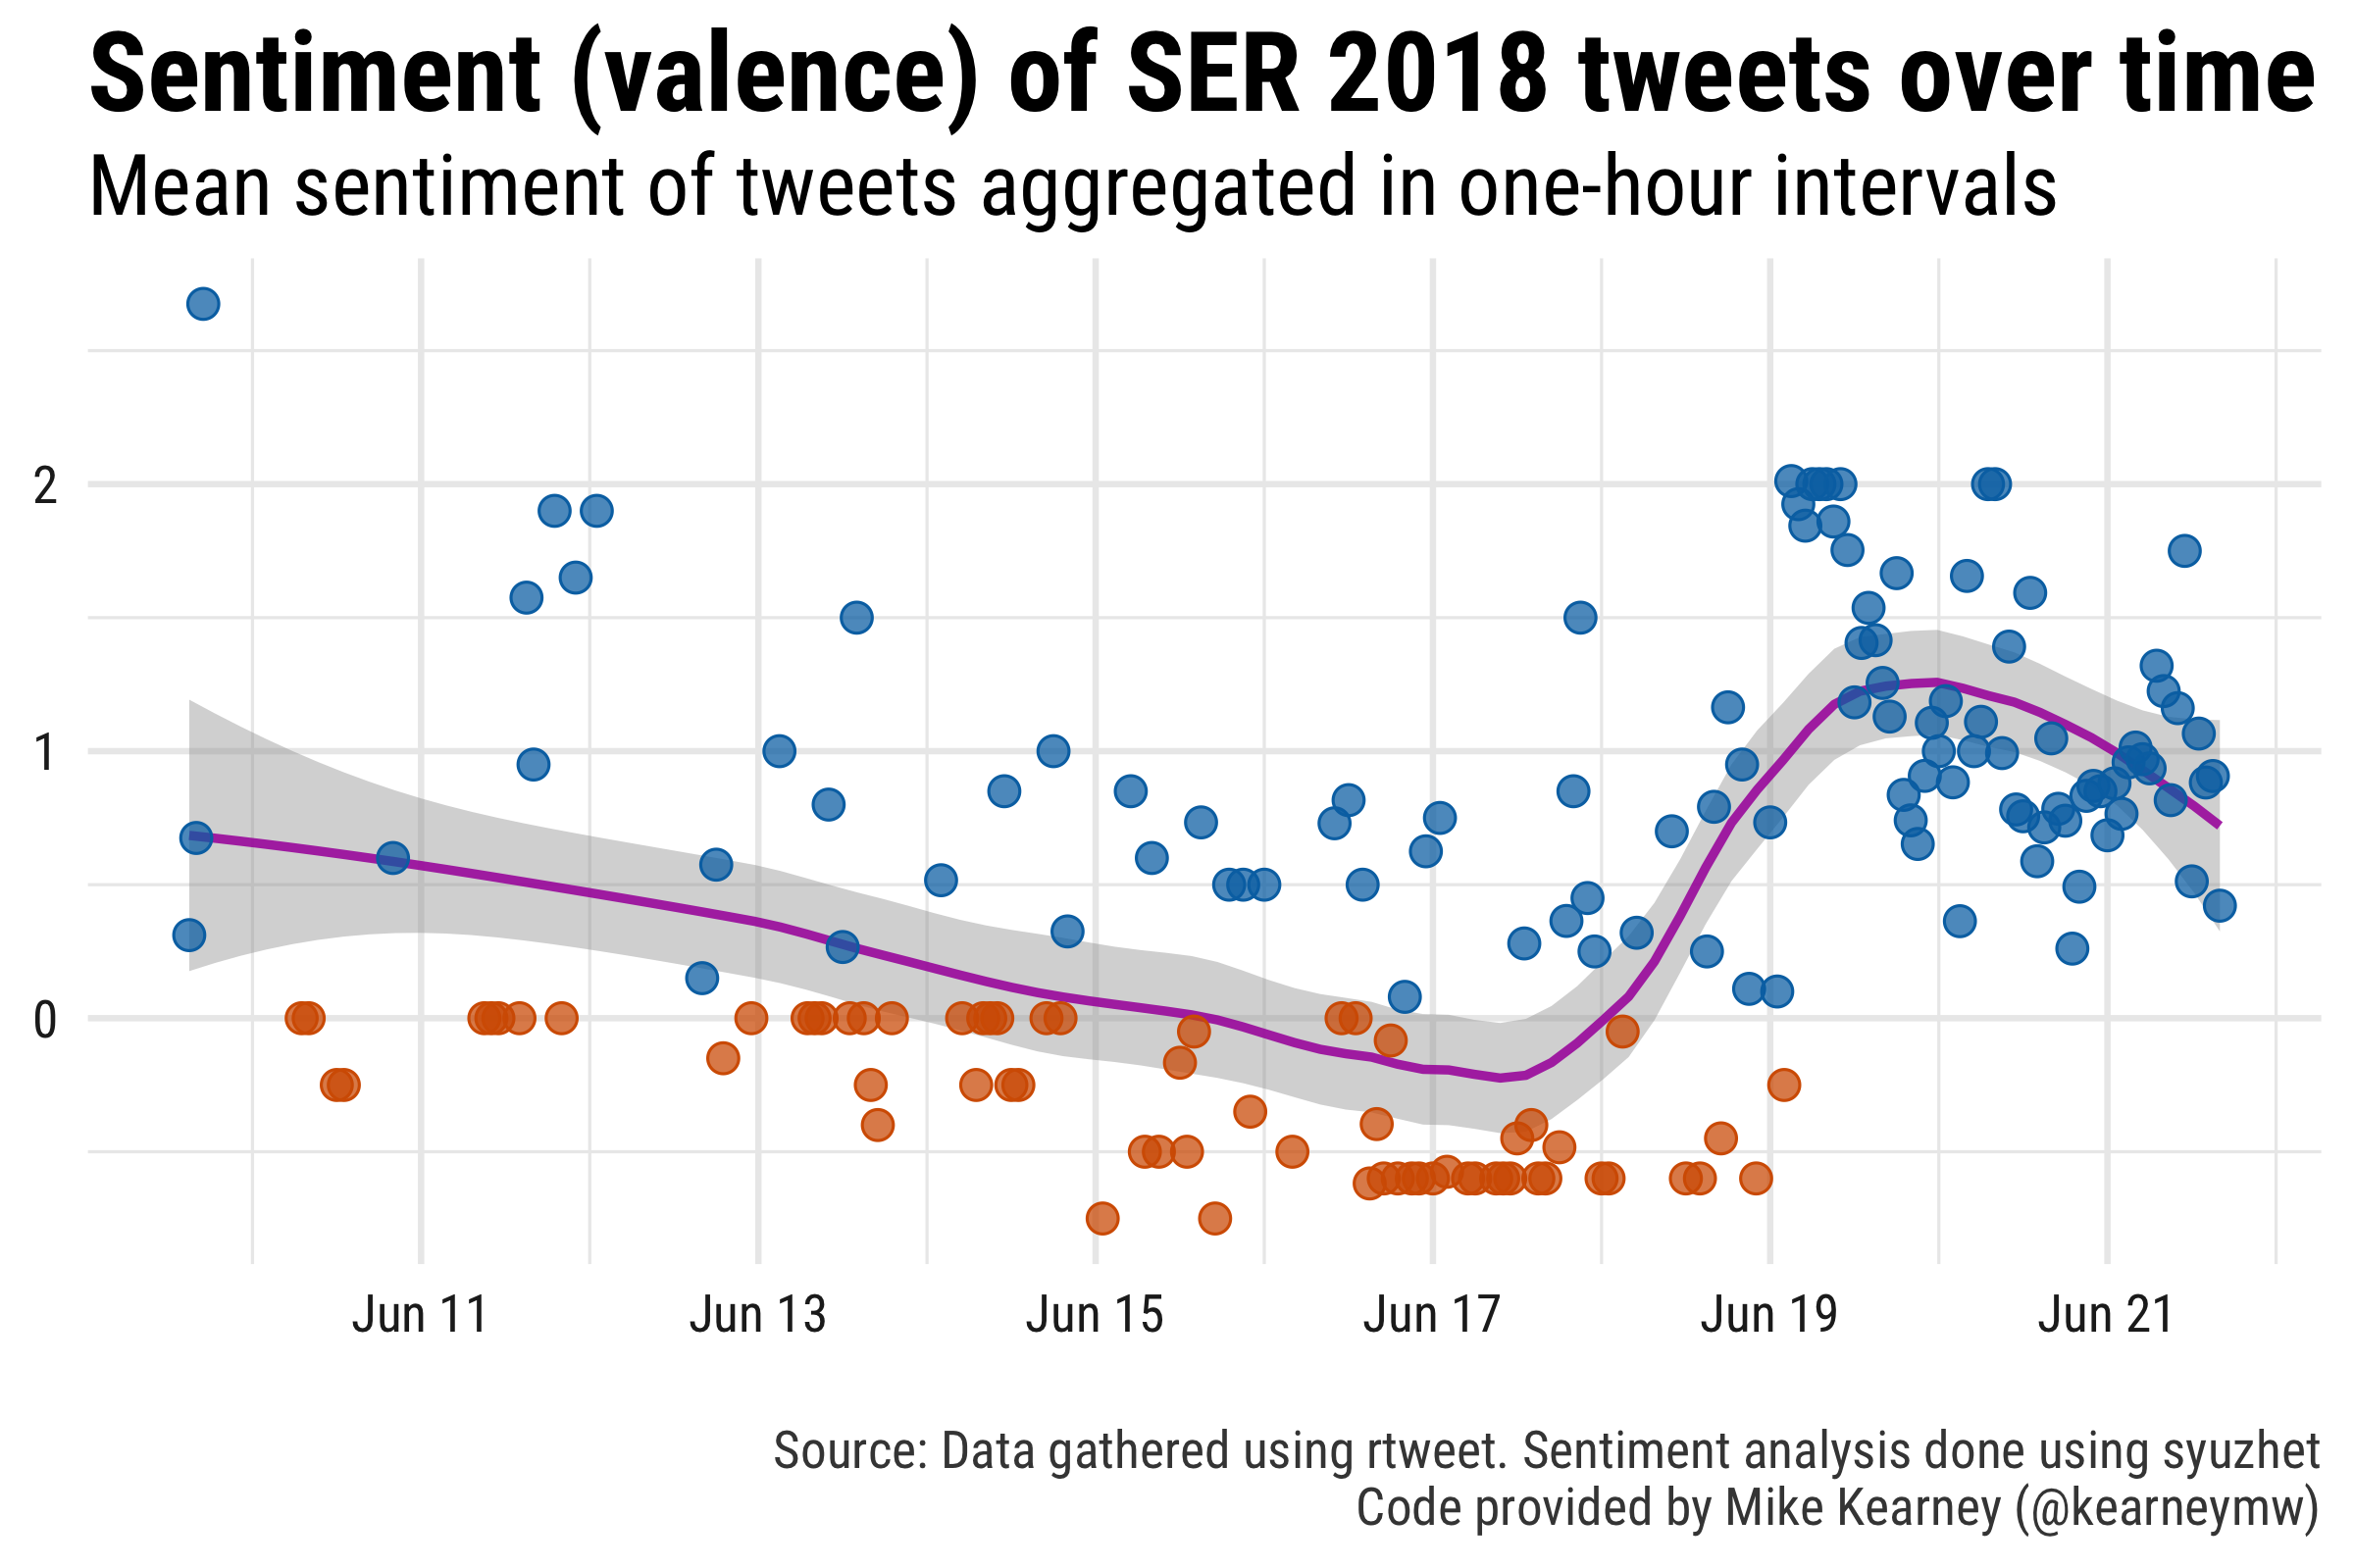 Sentiment (valence) of SER 2018 tweets over time
Mean sentiment of tweets aggregated in one-hour intervals
2
1
0
Jun 11 Jun 13 Jun 15 Jun 17 Jun 19 Jun 21
Source: Data gathered using rtweet. Sentiment analysis done using syuzhet
Code provided by Mike Kearney (@kearneymw)